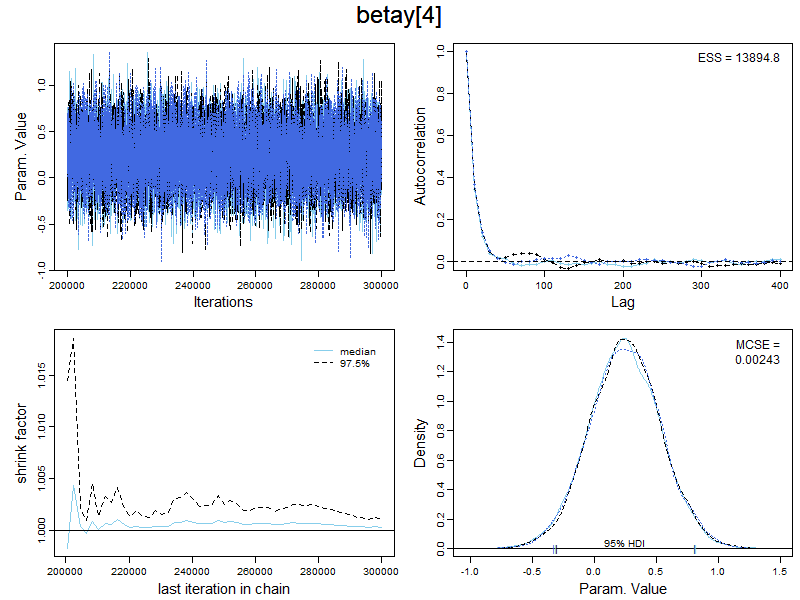 betay[4]
Param. Value
1.0
0.5
0.0
-0.5
-1.0
200000 220000 240000 260000 280000 300000
Iterations
ESS = 13894.8
Autocorrelation
1.0
0.8
0.6
0.4
0.2
0.0
0 100 200 300 400
Lag
median
97.5%
shrink factor
1.015
1.010
1.005
1.000
200000 220000 240000 260000 280000 300000
last iteration in chain
MCSE =
0.00243
Density
1.4
1.2
1.0
0.8
0.6
0.4
0.2
0.0
95% HDI
-1.0 -0.5 0.0 0.5 1.0 1.5
Param. Value